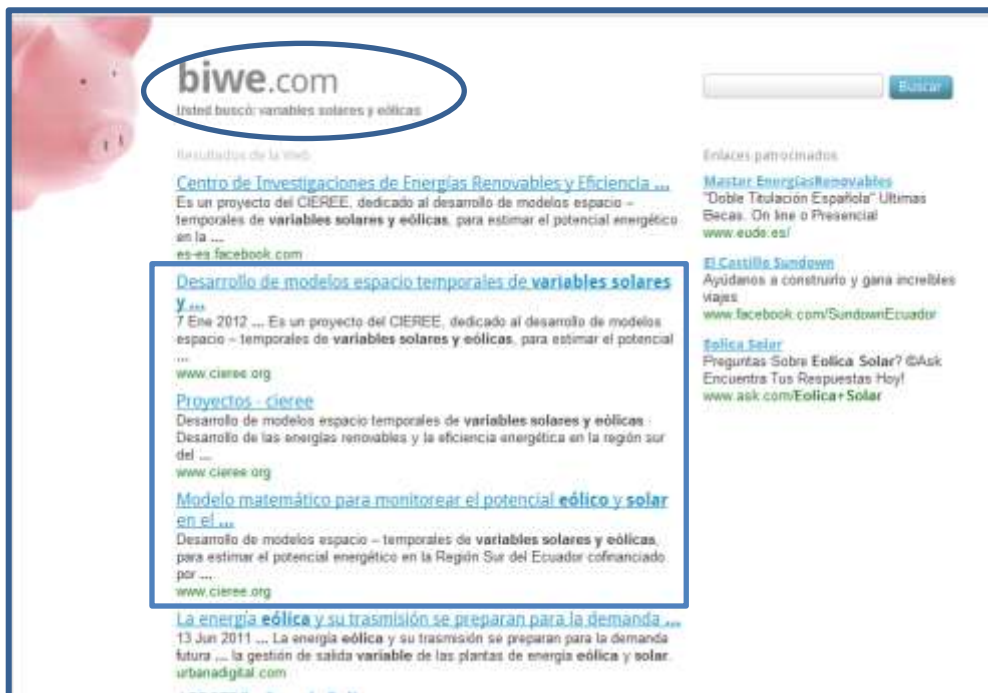 biwe.com
Usted buscó: variables solares y eólicas
Buscar
Resultados de la Web
Centro de Investigaciones de Energías Renovables y Eficiencia ...
Es un proyecto del CIEREE, dedicado al desarrollo de modelos espacio –
temporales de variables solares y eólicas, para estimar el potencial energético
en la ...
es-es.facebook.com
Desarrollo de modelos espacio temporales de variables solares
y ...
7 Ene 2012 ... Es un proyecto del CIEREE, dedicado al desarrollo de modelos
espacio – temporales de variables solares y eólicas, para estimar el potencial
...
www.cieree.org
Proyectos - cieree
Desarrollo de modelos espacio temporales de variables solares y eólicas ·
Desarrollo de las energías renovables y la eficiencia energética en la región sur
del ...
www.cieree.org
Modelo matemático para monitorear el potencial eólico y solar
en el ...
Desarrollo de modelos espacio – temporales de variables solares y eólicas,
para estimar el potencial energético en la Región Sur del Ecuador cofinanciado
por ...
www.cieree.org
La energía eólica y su trasmisión se preparan para la demanda ...
13 Jun 2011 ... La energía eólica y su trasmisión se preparan para la demanda
futura ... la gestión de salida variable de las plantas de energía eólica y solar.
urbanadigital.com
Enlaces patrocinados
Master EnergíasRenovables
"Doble Titulación Española" Ultimas
Becas. On line o Presencial
www.eude.es/
El Castillo Sundown
Ayúdanos a construirlo y gana increíbles
viajes
www.facebook.com/SundownEcuador
Eolica Solar
Preguntas Sobre Eolica Solar? ©Ask
Encuentra Tus Respuestas Hoy!
www.ask.com/Eolica+Solar